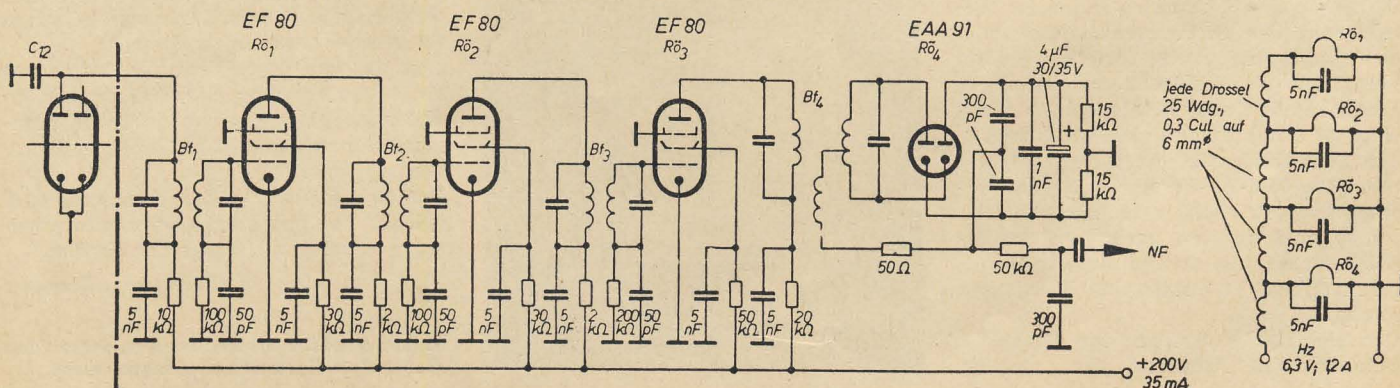 C12
EF 80
Rö1
EF 80
Rö2
EF 80
Rö3
EAA 91
Rö4
4 µF
30/35V
Bf1
Bf2
Bf3
Bf4
300
pF
1
nF
+
15
kΩ
15
kΩ
50Ω
50 kΩ
NF
300
pF
5
nF
10
kΩ
100
kΩ
50
pF
5
nF
30
kΩ
5
nF
2
kΩ
100
kΩ
50
pF
5
nF
30
kΩ
5
nF
2
kΩ
200
kΩ
50
pF
5
nF
50
kΩ
5
nF
20
kΩ
+200V
35 mA
jede Drossel
25 Wdg.,
0,3 CuL auf
6 mm ø
Rö1
5nF
Rö2
5nF
Rö3
5nF
Rö4
5nF
Hz
6,3 V; 1,2 A